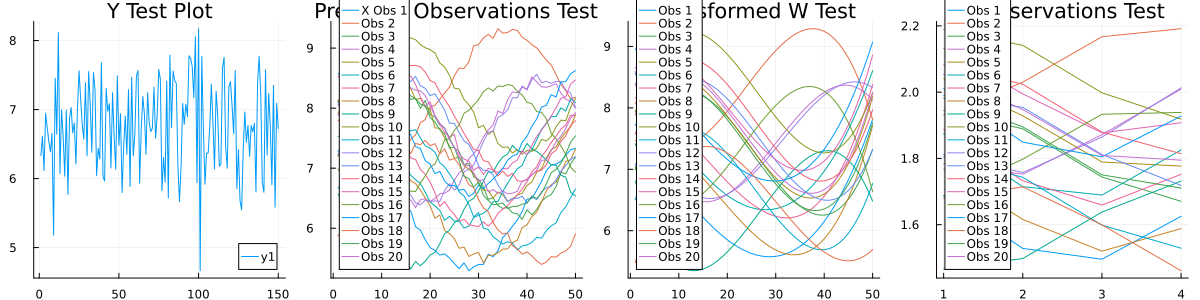 Y Test Plot
8
7
6
5
0
50
100
150
y1
Observations Test
9
8
7
6
0
10
20
30
40
50
X Obs 1
Obs 2
Obs 3
Obs 4
Obs 5
Obs 6
Obs 7
Obs 8
Obs 9
Obs 10
Obs 11
Obs 12
Obs 13
Obs 14
Obs 15
Obs 16
Obs 17
Obs 18
Obs 19
Obs 20
sformed W Test
9
8
7
6
0
10
20
30
40
50
Obs 1
Obs 2
Obs 3
Obs 4
Obs 5
Obs 6
Obs 7
Obs 8
Obs 9
Obs 10
Obs 11
Obs 12
Obs 13
Obs 14
Obs 15
Obs 16
Obs 17
Obs 18
Obs 19
Obs 20
servations Test
2.2
2.0
1.8
1.6
1
2
3
4
Obs 1
Obs 2
Obs 3
Obs 4
Obs 5
Obs 6
Obs 7
Obs 8
Obs 9
Obs 10
Obs 11
Obs 12
Obs 13
Obs 14
Obs 15
Obs 16
Obs 17
Obs 18
Obs 19
Obs 20